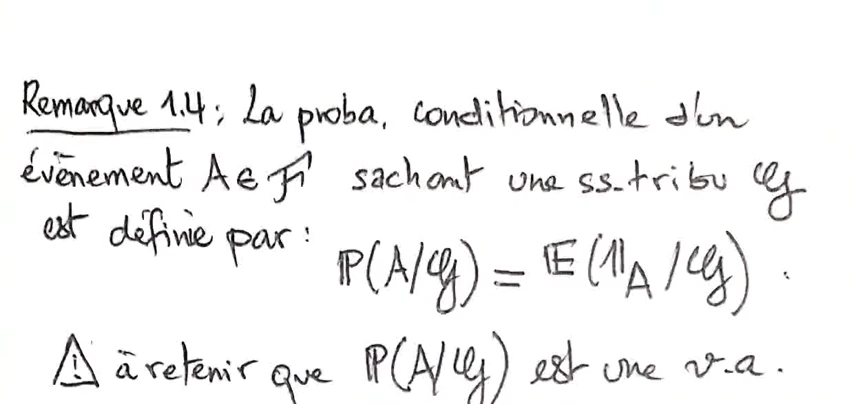 Remarque 1.4 : La proba. conditionnelle d'un
évènement A ∈ ℱ sachant une ss-tribu 𝒢
est définie par :
ℙ(A/𝒢) = 𝔼(𝟙_A/𝒢).
⚠ à retenir que ℙ(A/𝒢) est une v.a.